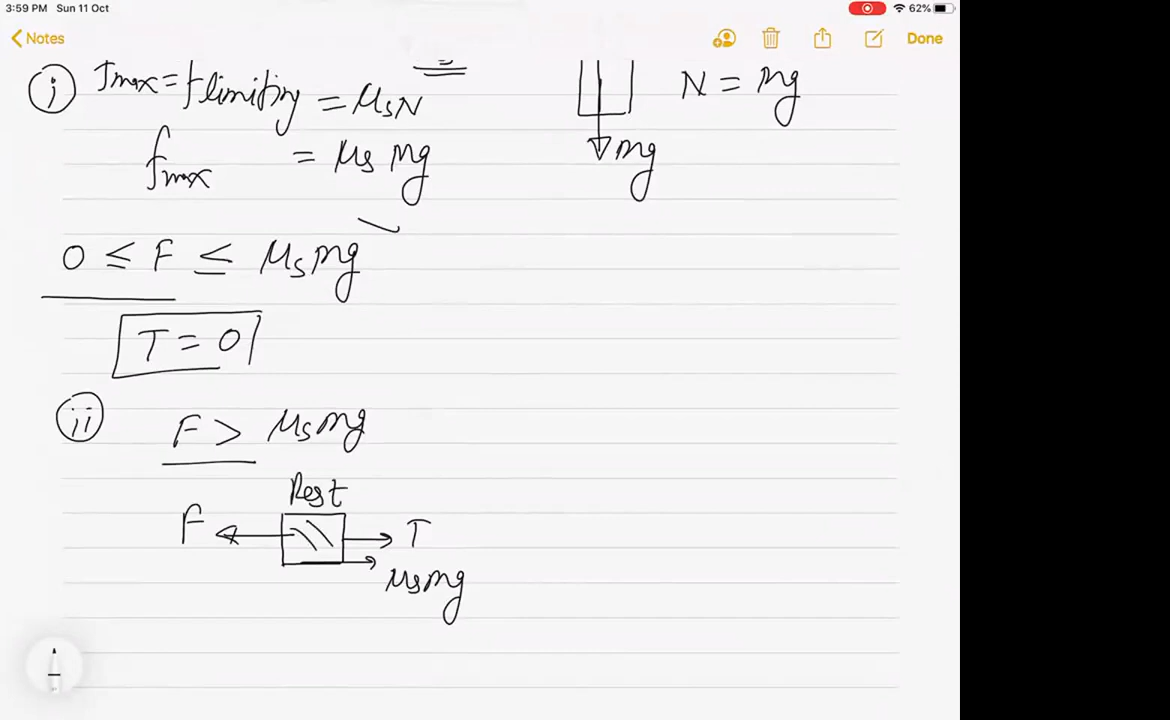 3:59 PM Sun 11 Oct 62%
Notes Done
(i) fmax = flimiting = μsN
N = mg
fmax = μs mg
mg
0 ≤ F ≤ μsmg
T = 0
(ii) F > μsmg
Rest
F T
μsmg